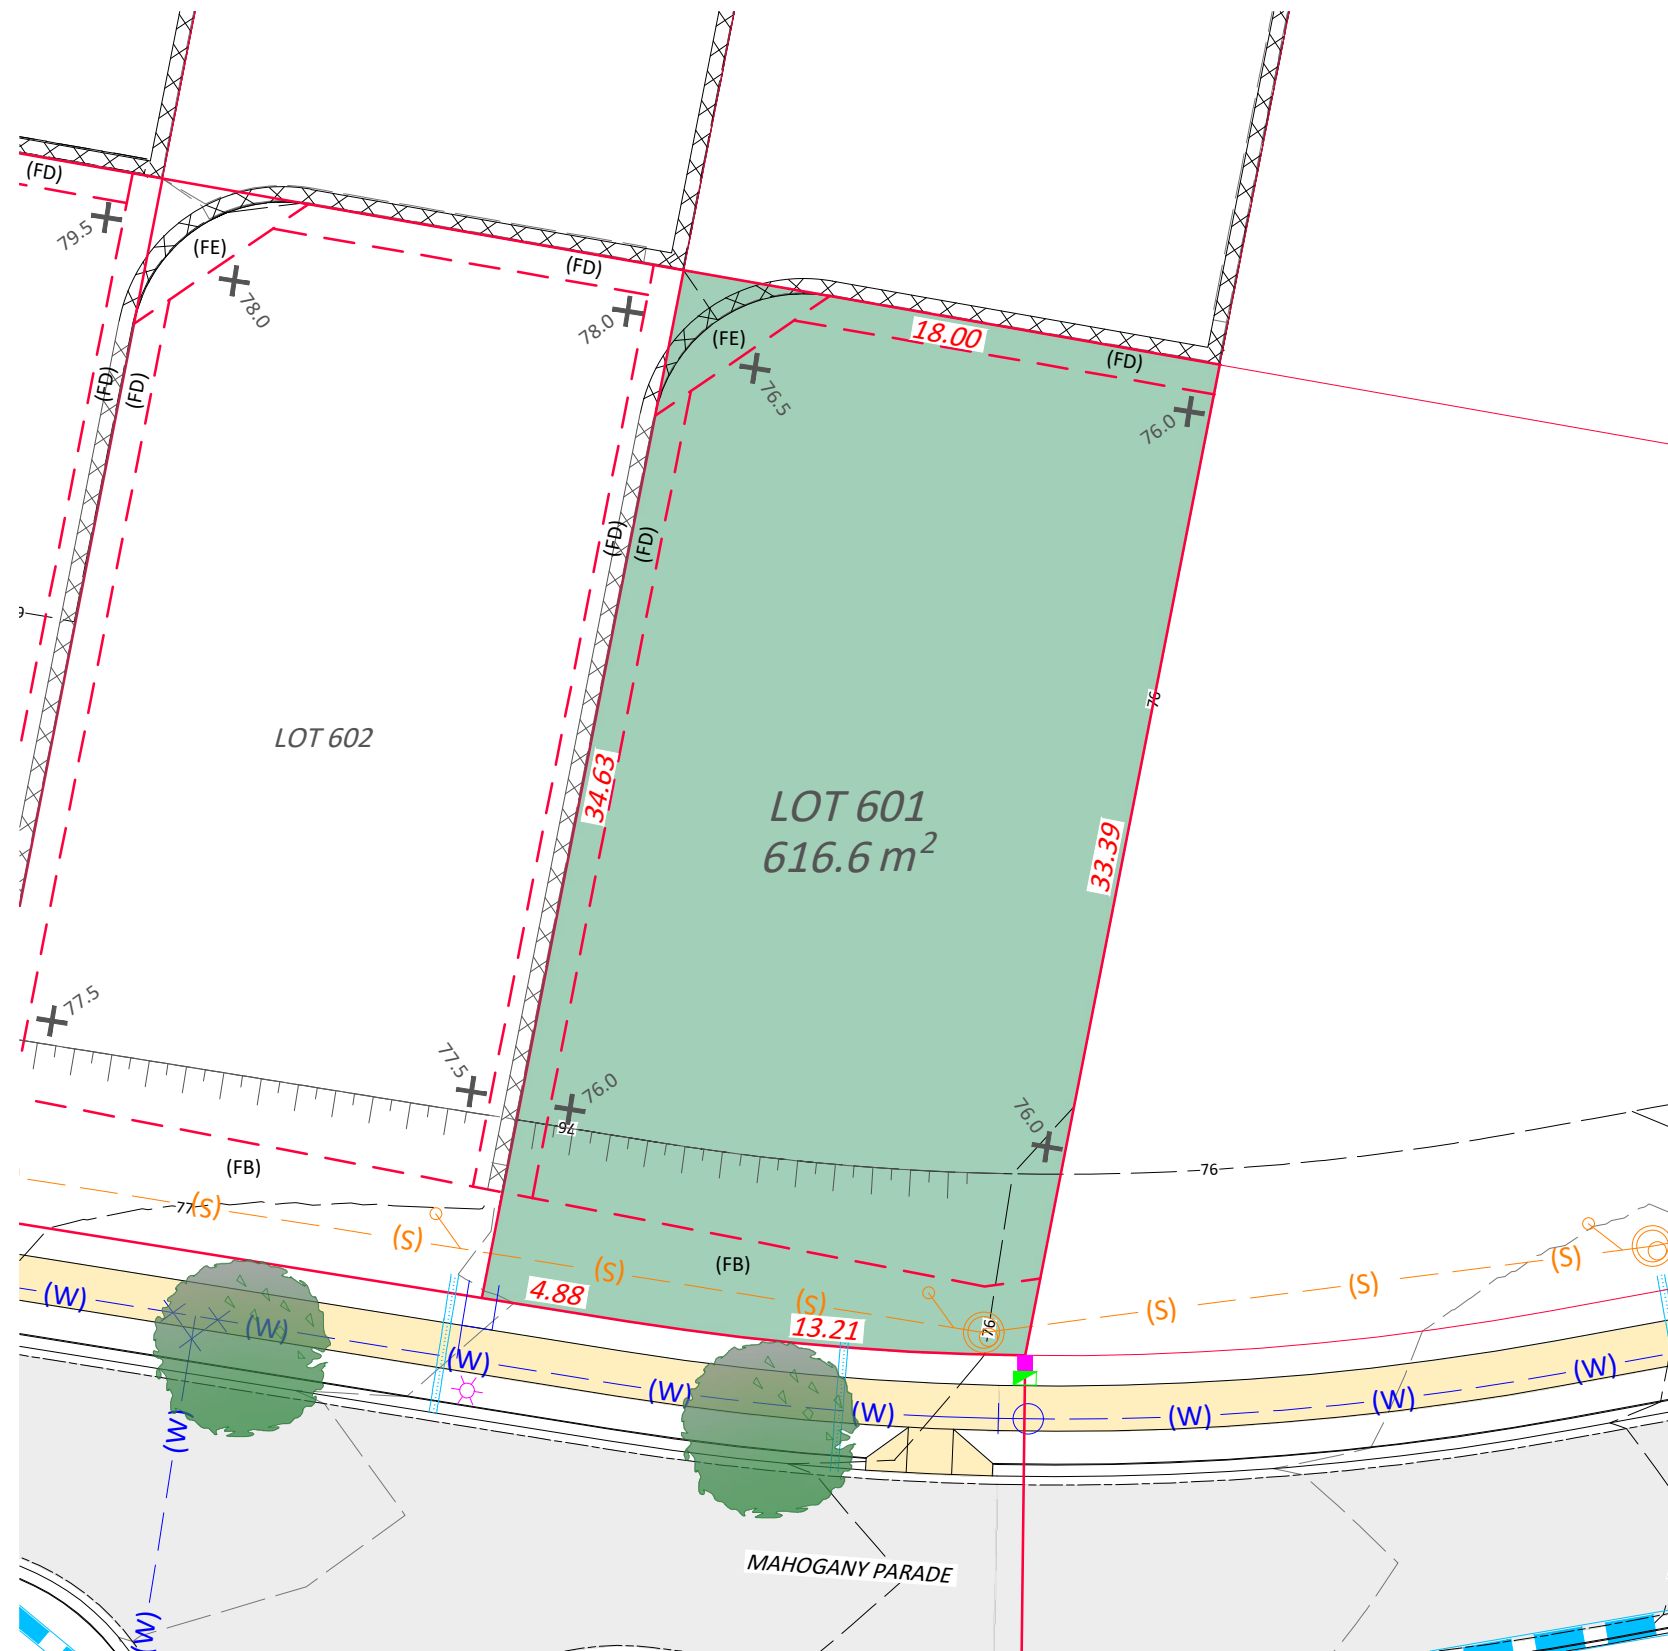 (FD)
79.5
(FE)
78.0
(FD)
78.0
(FE)
76.5
18.00
(FD)
76.0
(FD)
(FD)
(FD)
(FD)
76
LOT 602
34.63
LOT 601
616.6 m²
33.39
77.5
77.5
76.0
76
76.0
76
(FB)
77
(S)
(S)
(S)
(FB)
(S)
(S)
(S)
(S)
4.88
13.21
76
(W)
(W)
(W)
(W)
(W)
(W)
(W)
(W)
(W)
(W)
MAHOGANY PARADE